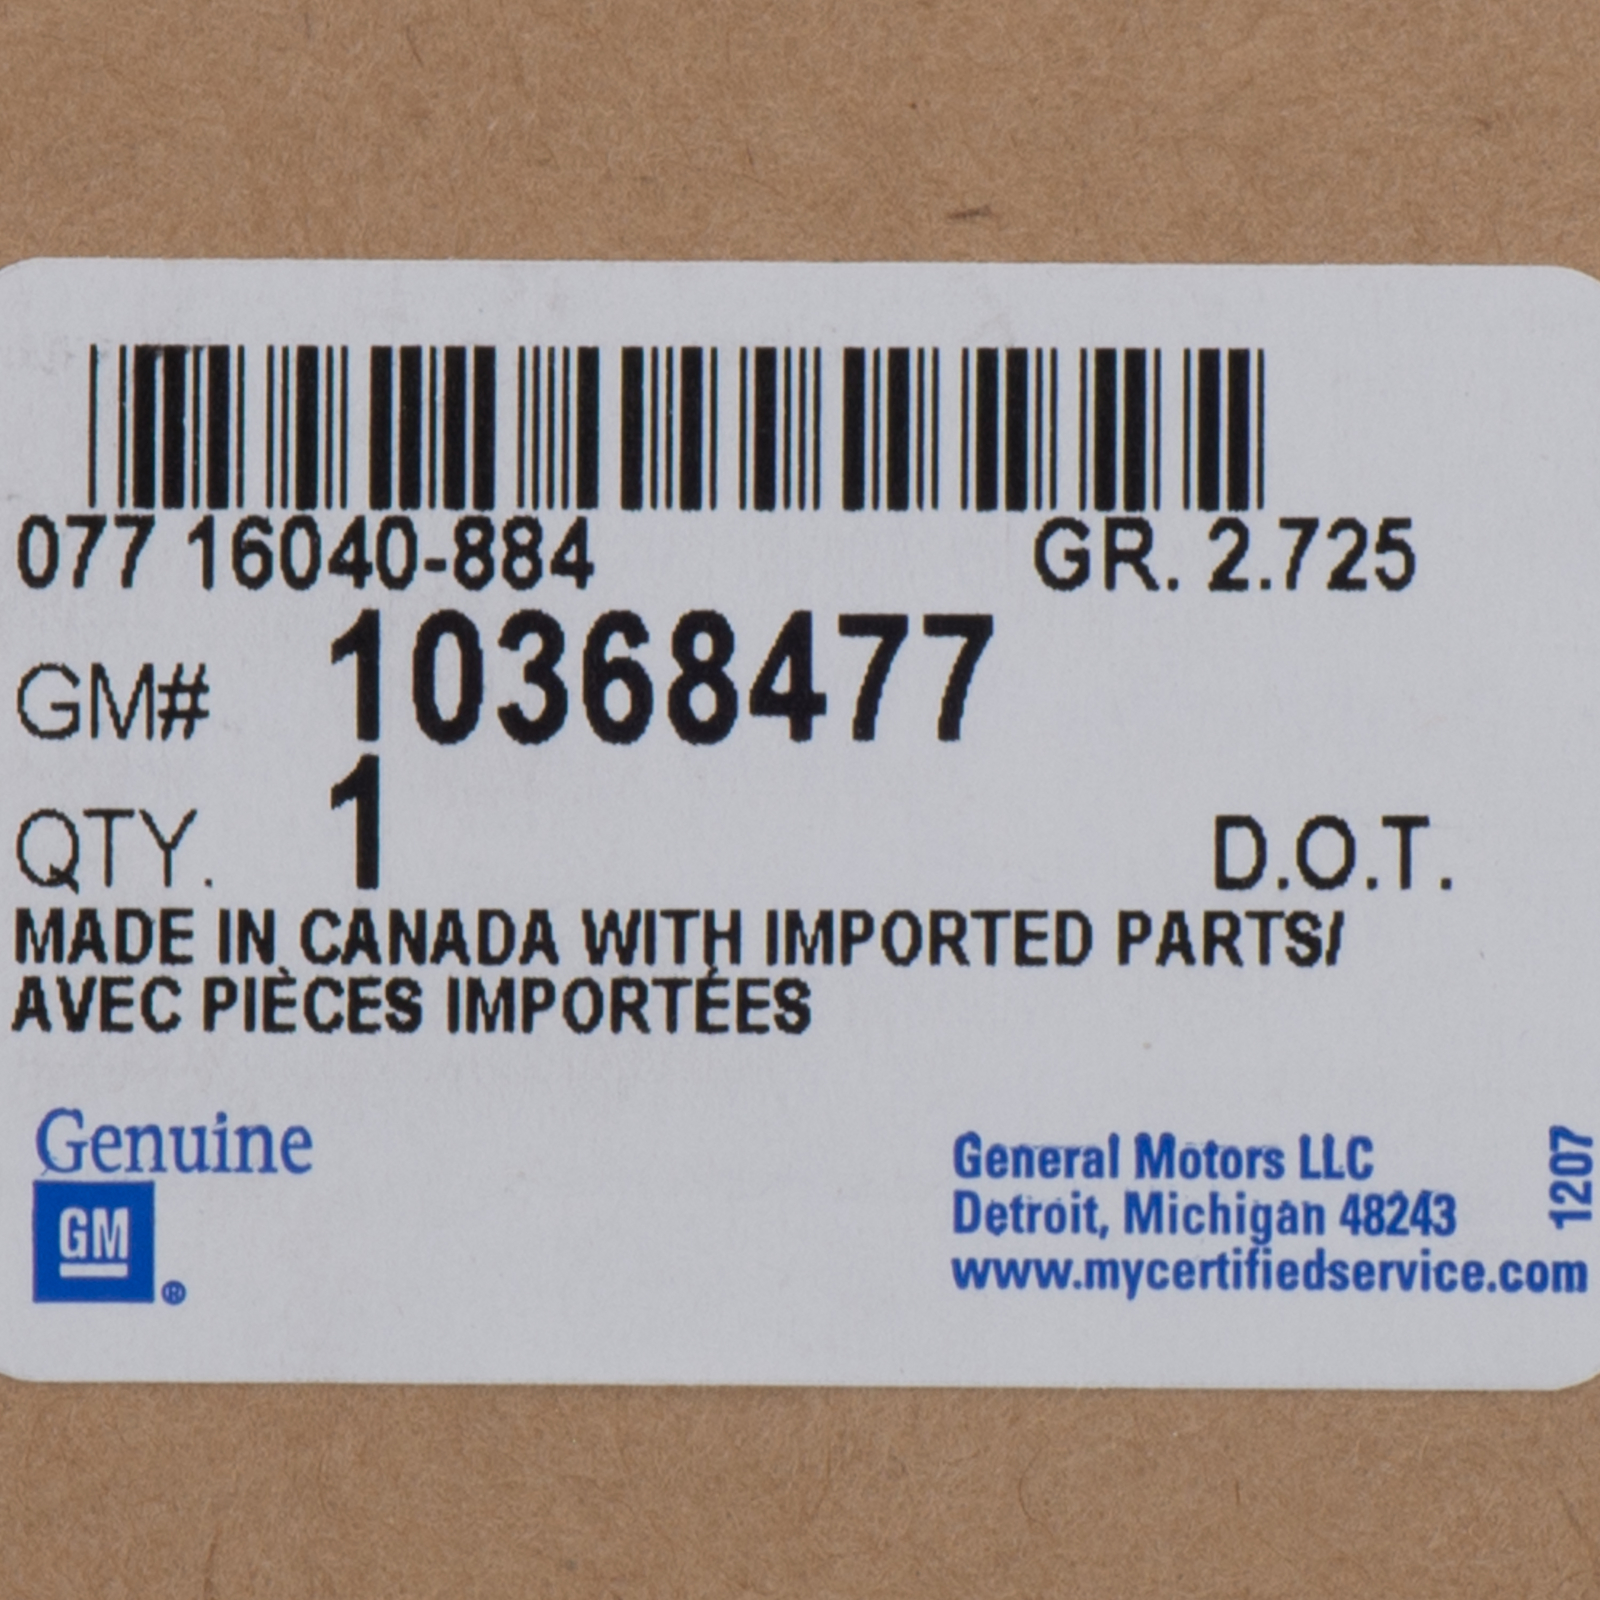 077 16040-884 GR. 2.725
GM# 10368477
QTY. 1 D.O.T.
MADE IN CANADA WITH IMPORTED PARTS/
AVEC PIÈCES IMPORTÉES
Genuine
GM ®
General Motors LLC
Detroit, Michigan 48243
www.mycertifiedservice.com
1207